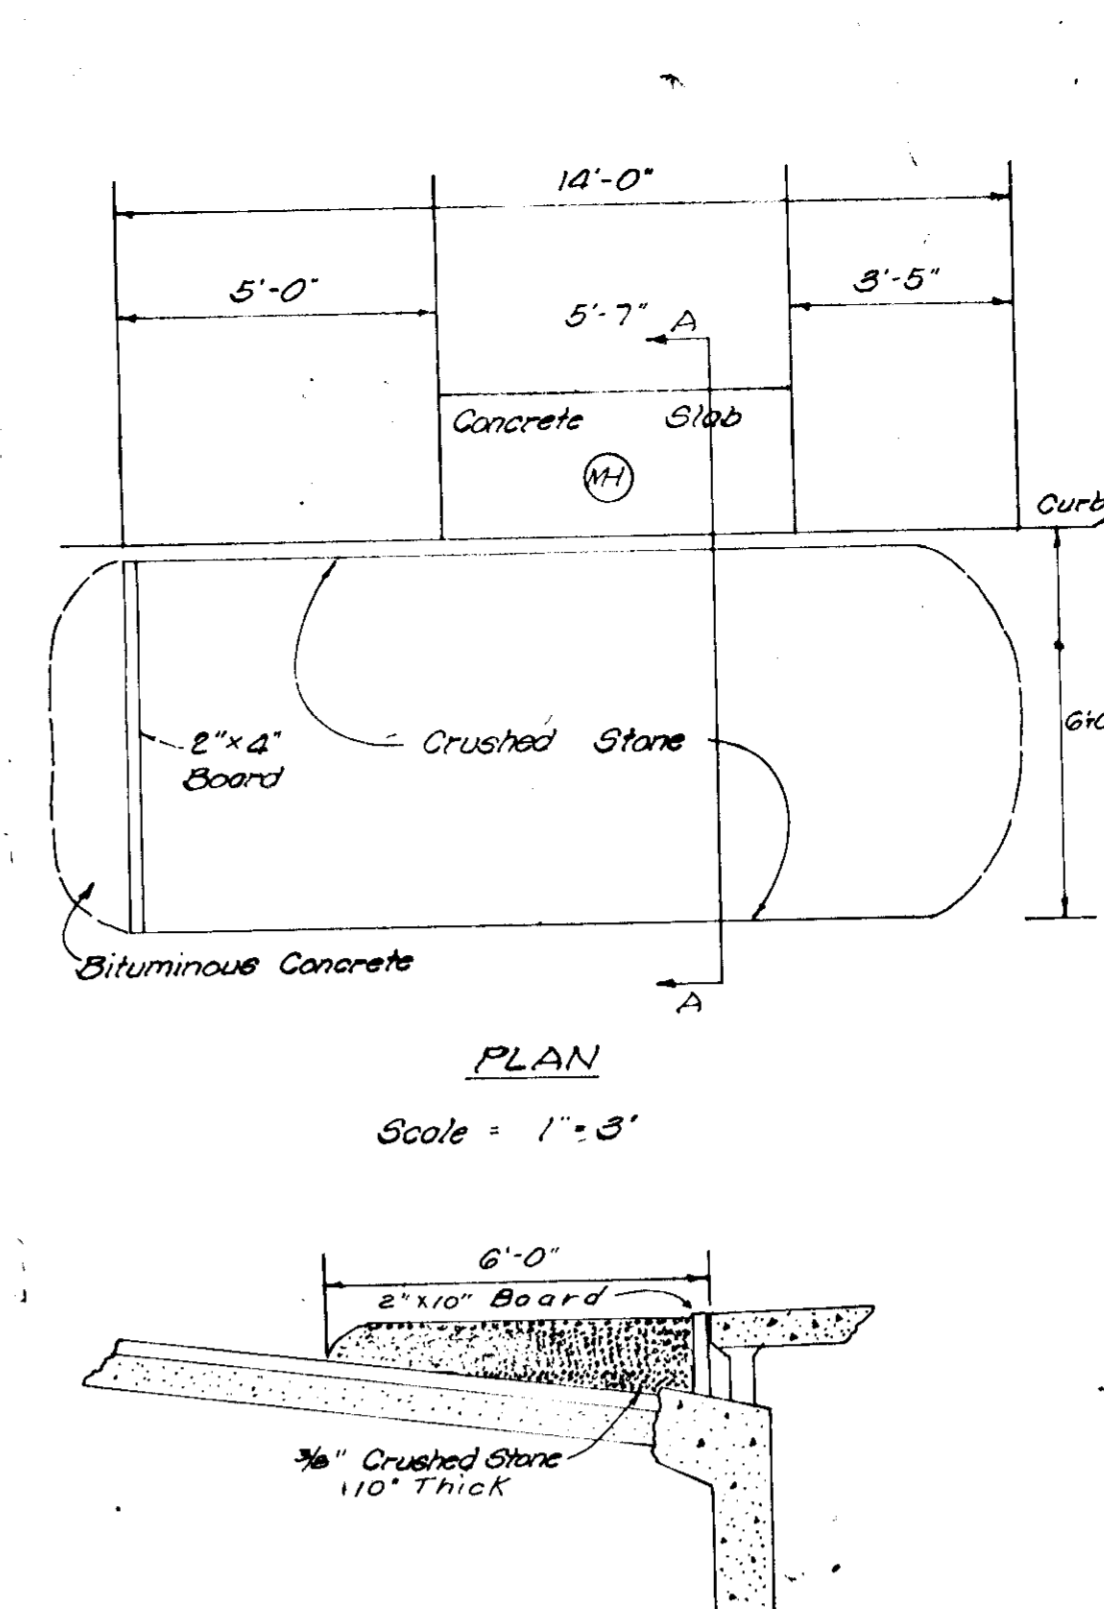 14'-0"
5'-0"
5'-7"
3'-5"
A
Concrete Slab
MH
Curb
2"x4"
Board
Crushed Stone
Bituminous Concrete
A
PLAN
Scale = 1" = 3'
6'-0"
2"x10" Board
3/8" Crushed Stone
10" Thick